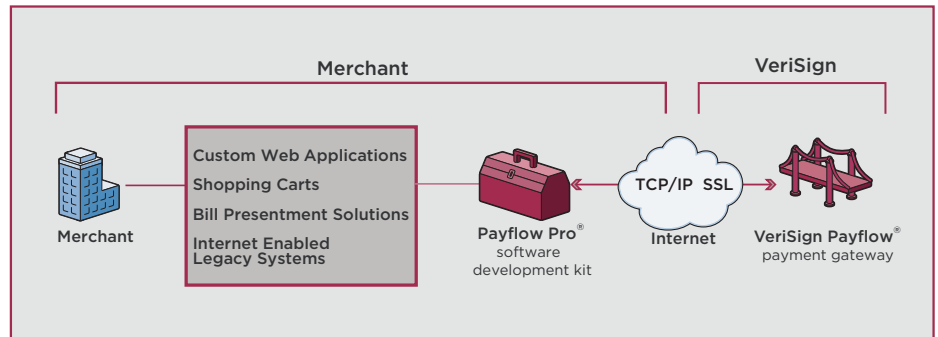 Merchant
VeriSign
Custom Web Applications
Shopping Carts
Bill Presentment Solutions
Internet Enabled
Legacy Systems
TCP/IP SSL
Merchant
Payflow Pro®
software
development kit
Internet
VeriSign Payflow®
payment gateway